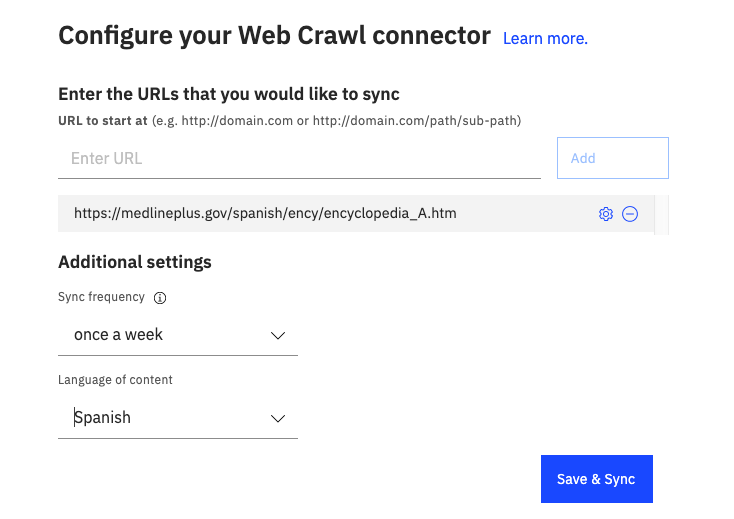 Configure your Web Crawl connector Learn more.
Enter the URLs that you would like to sync
URL to start at (e.g. http://domain.com or http://domain.com/path/sub-path)
Enter URL Add
https://medlineplus.gov/spanish/ency/encyclopedia_A.htm
Additional settings
Sync frequency
once a week
Language of content
Spanish
Save & Sync